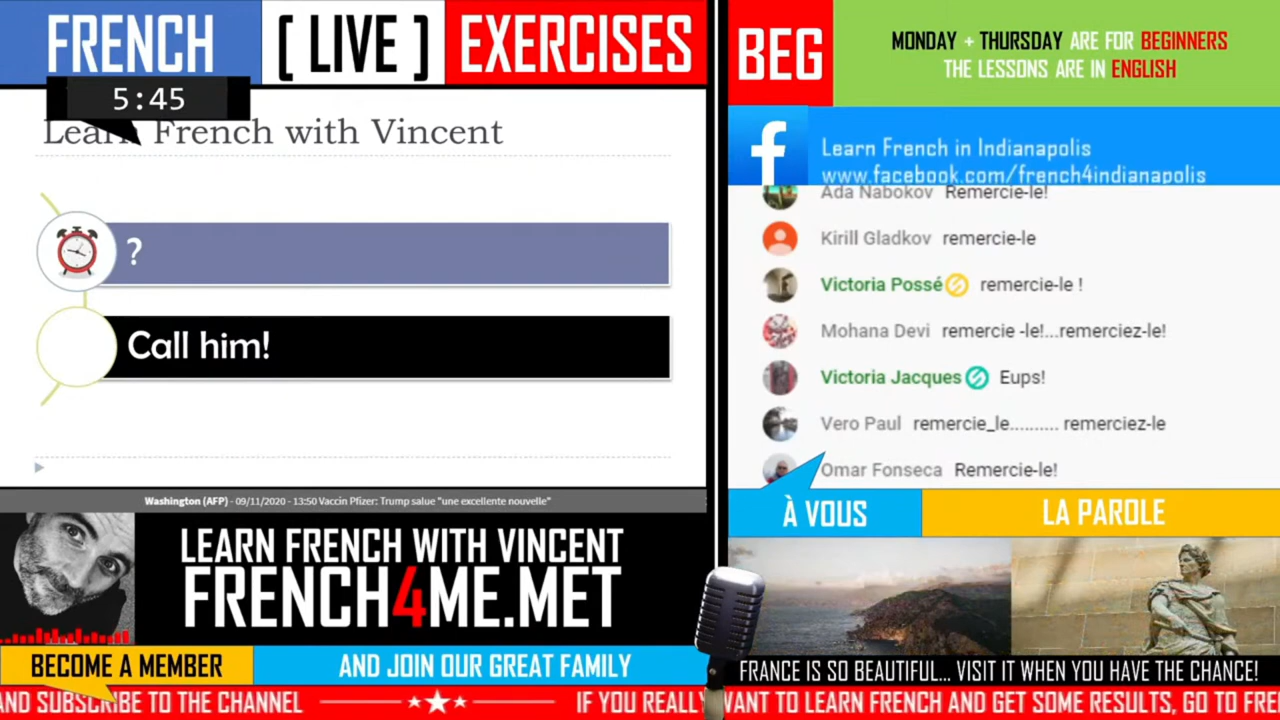 FRENCH [ LIVE ] EXERCISES
5:45
Learn French with Vincent
?
Call him!
Washington (AFP) - 09/11/2020 - 13:50 Vaccin Pfizer: Trump salue "une excellente nouvelle"
LEARN FRENCH WITH VINCENT
FRENCH4ME.MET
BECOME A MEMBER
AND JOIN OUR GREAT FAMILY
BEG
MONDAY + THURSDAY ARE FOR BEGINNERS
THE LESSONS ARE IN ENGLISH
f
Learn French in Indianapolis
www.facebook.com/french4indianapolis
Ada Nabokov Remercie-le!
Kirill Gladkov remercie-le
Victoria Possé remercie-le !
Mohana Devi remercie -le!...remerciez-le!
Victoria Jacques Eups!
Vero Paul remercie_le.......... remerciez-le
Omar Fonseca Remercie-le!
À VOUS LA PAROLE
FRANCE IS SO BEAUTIFUL... VISIT IT WHEN YOU HAVE THE CHANCE!
AND SUBSCRIBE TO THE CHANNEL IF YOU REALLY WANT TO LEARN FRENCH AND GET SOME RESULTS, GO TO FRE